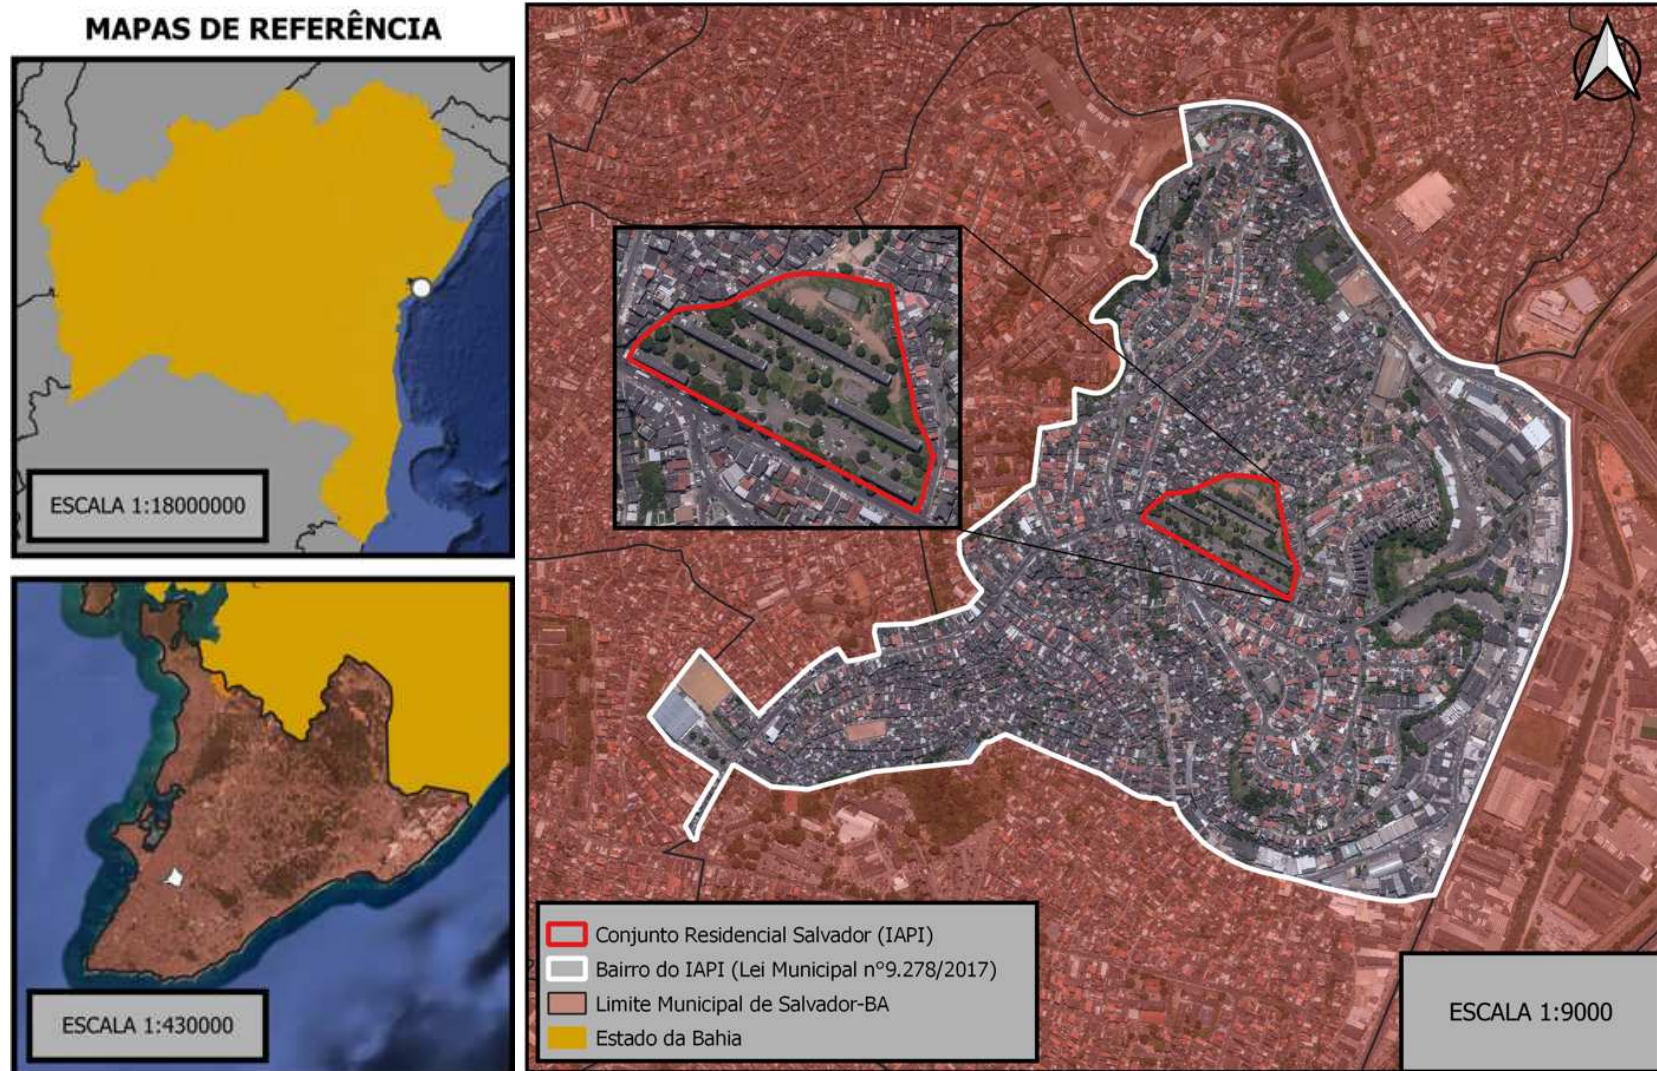 MAPAS DE REFERÊNCIA
ESCALA 1:18000000
ESCALA 1:430000
Conjunto Residencial Salvador (IAPI)
Bairro do IAPI (Lei Municipal n°9.278/2017)
Limite Municipal de Salvador-BA
Estado da Bahia
ESCALA 1:9000